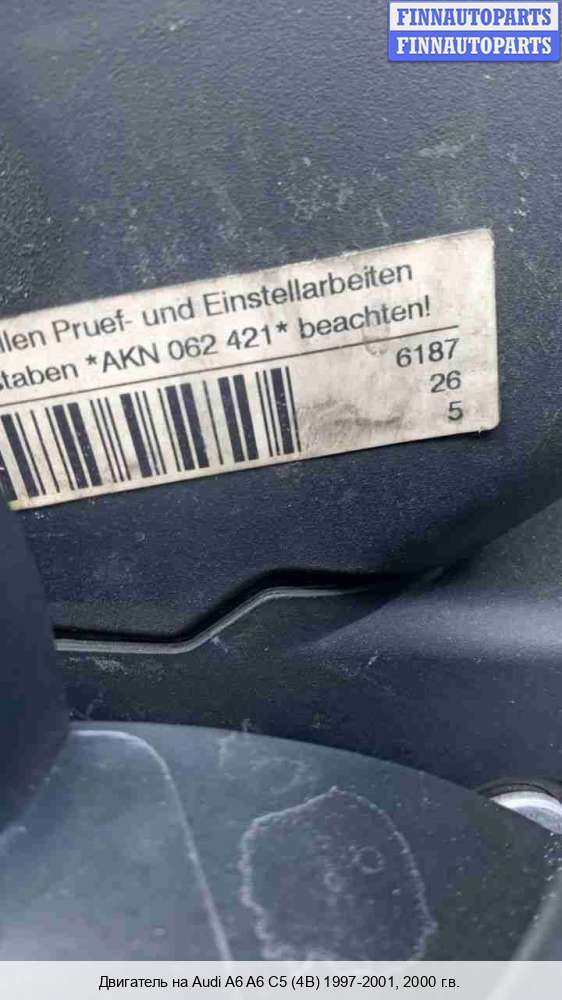 FINNAUTOPARTS
FINNAUTOPARTS
llen Pruef- und Einstellarbeiten
staben *AKN 062 421* beachten!
6187
26
5
Двигатель на Audi A6 A6 C5 (4B) 1997-2001, 2000 г.в.